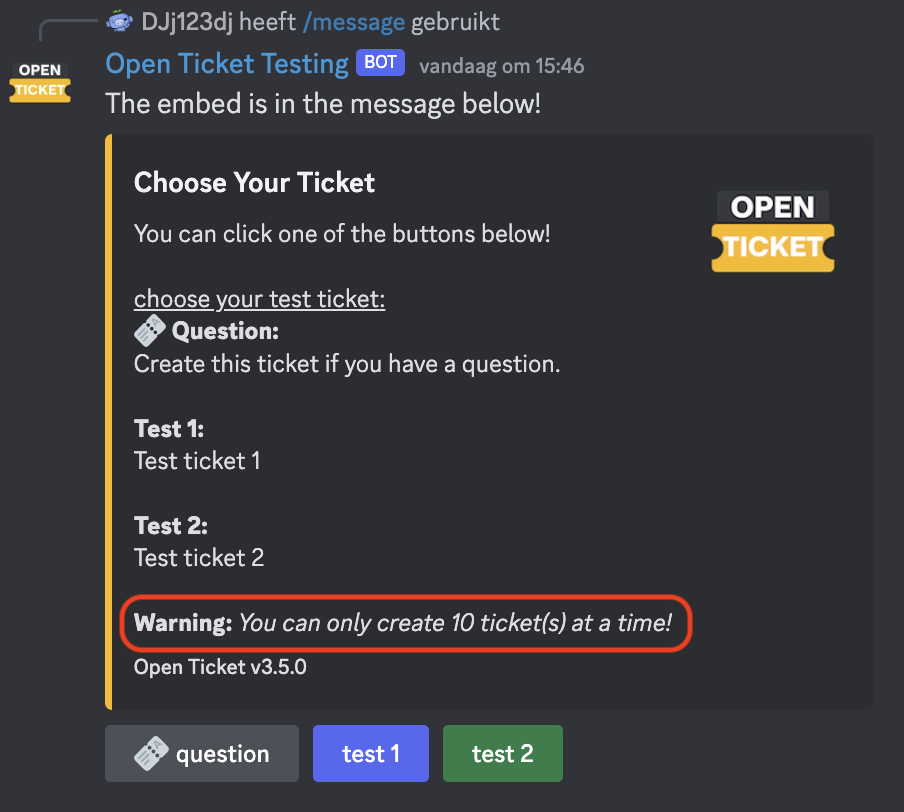 DJj123dj heeft /message gebruikt
OPEN
TICKET
Open Ticket Testing BOT vandaag om 15:46
The embed is in the message below!
Choose Your Ticket
OPEN
TICKET
You can click one of the buttons below!
choose your test ticket:
Question:
Create this ticket if you have a question.
Test 1:
Test ticket 1
Test 2:
Test ticket 2
Warning: You can only create 10 ticket(s) at a time!
Open Ticket v3.5.0
question test 1 test 2